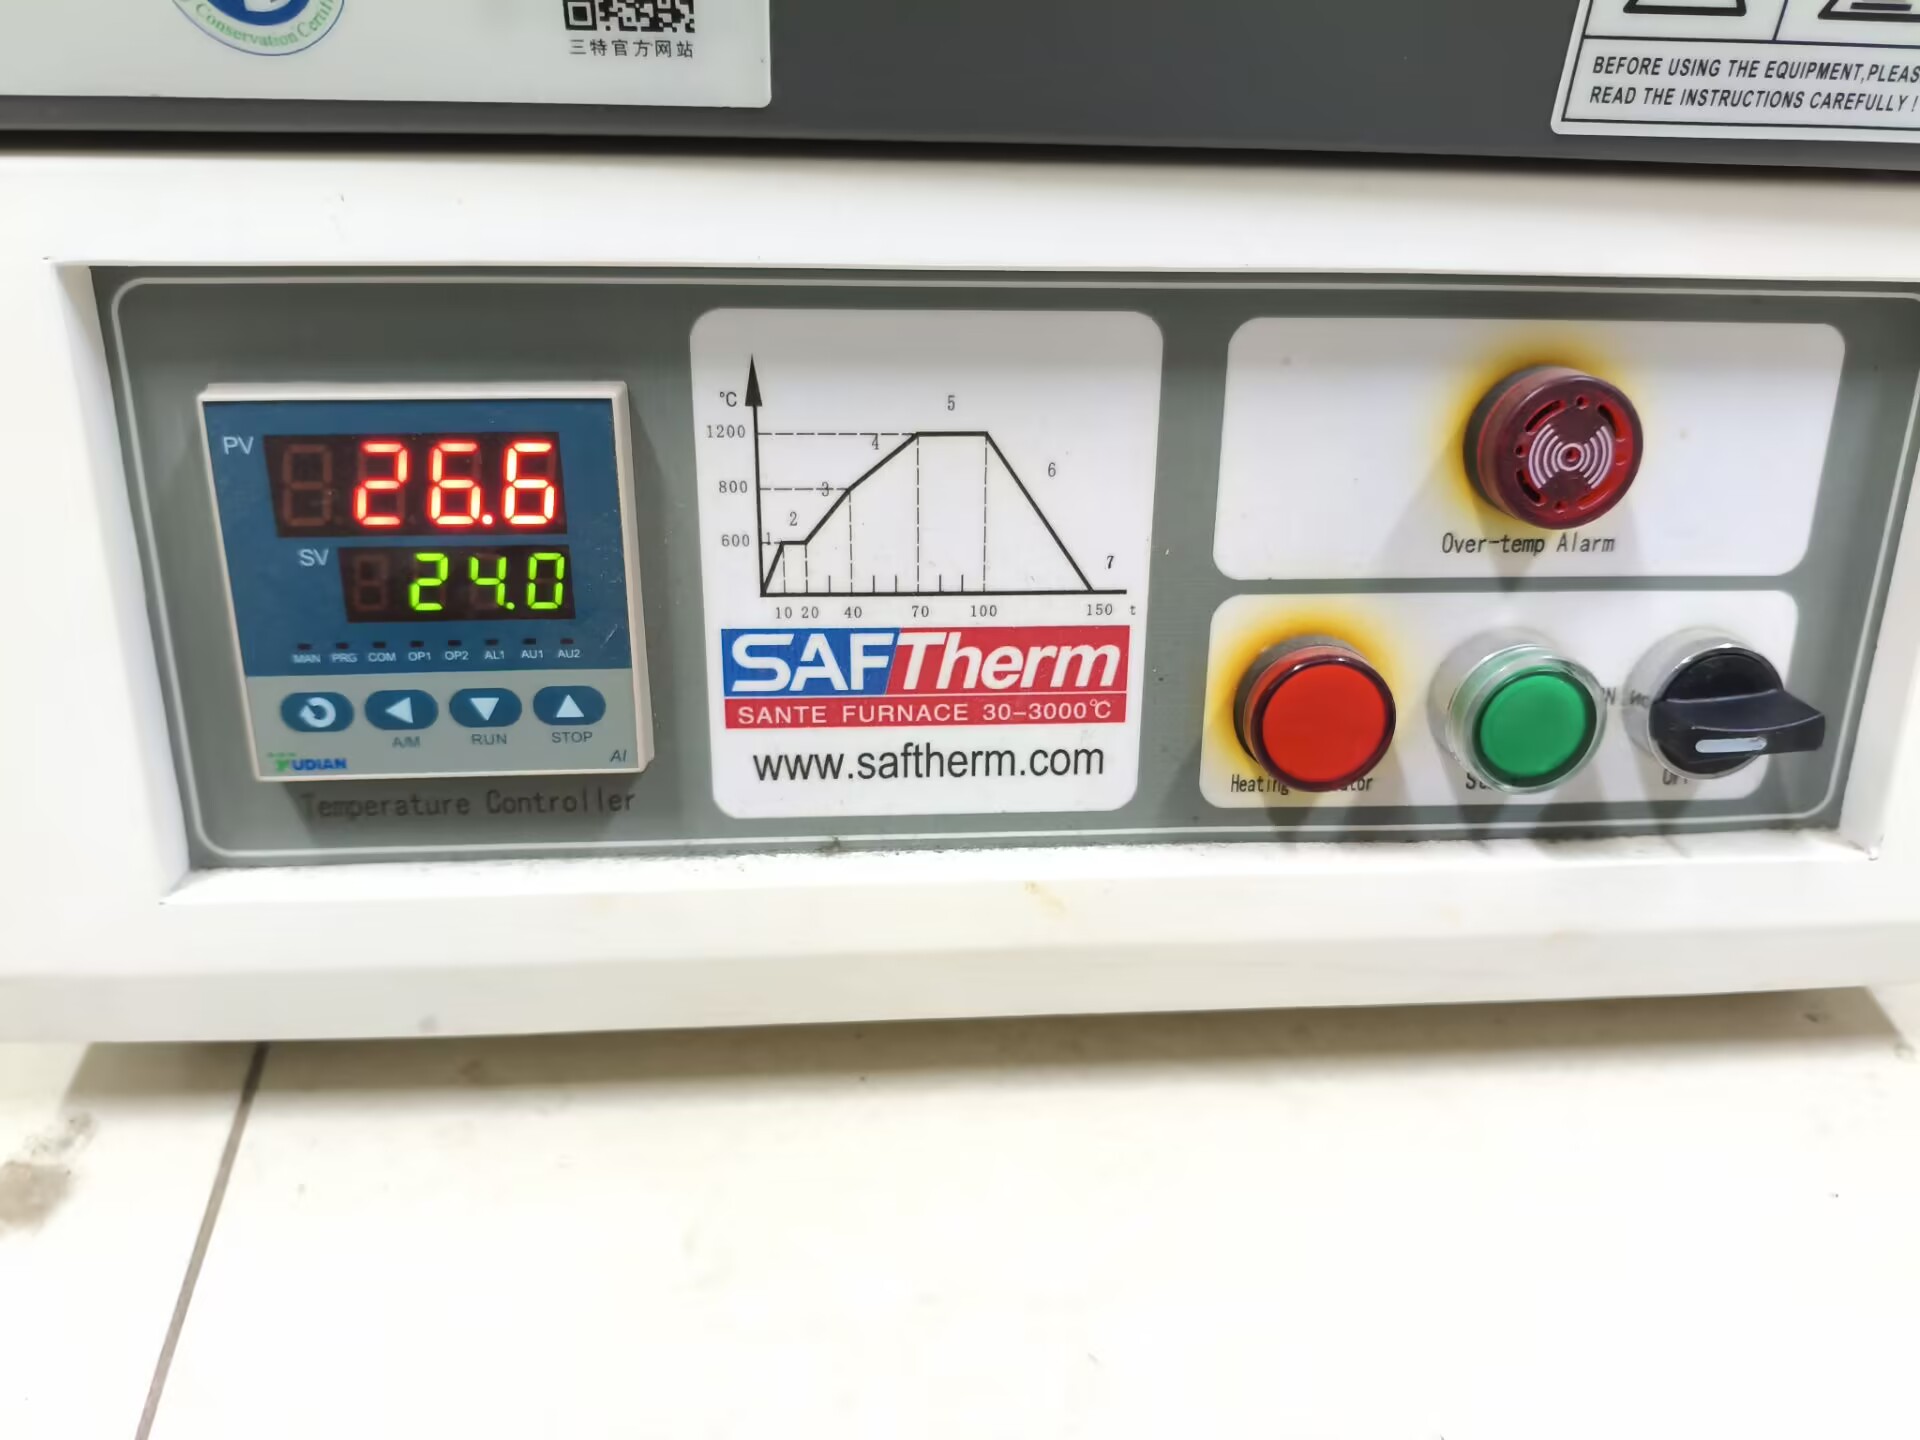 Conservation Certif
三特官方网站
BEFORE USING THE EQUIPMENT,PLEAS
READ THE INSTRUCTIONS CAREFULLY!
PV
26.6
SV
24.0
MAN PRG COM OP1 OP2 AL1 AU1 AU2
A/M RUN STOP
YUDIAN
AI
Temperature Controller
℃
1200
800
600
1
2
3
4
5
6
7
10 20 40 70 100 150 t
SAFTherm
SANTE FURNACE 30-3000℃
www.saftherm.com
Over-temp Alarm
Heating